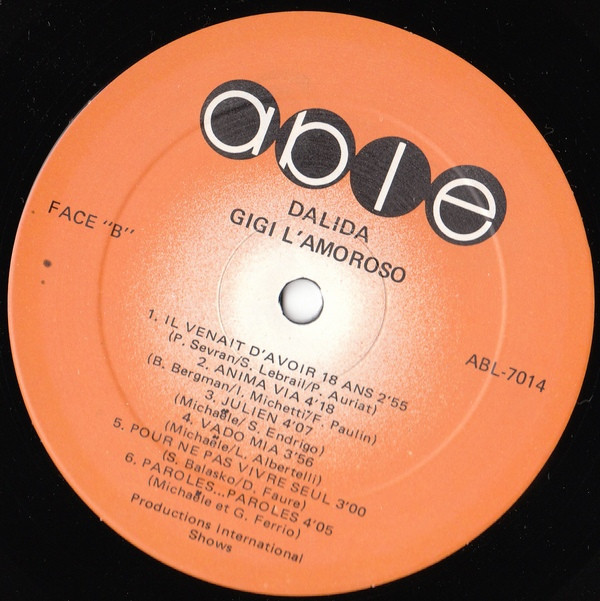 able
DALIDA
GIGI L'AMOROSO
FACE "B"
ABL-7014
1. IL VENAIT D'AVOIR 18 ANS 2'55
(P. Sevran/S. Lebrail/P. Auriat)
2. ANIMA VIA 4'18
(B. Bergman/I. Michetti/F. Paulin)
3. JULIEN 4'07
(Michaële/ S. Endrigo)
4. VADO MIA 3'56
(Michaële/L. Albertelli)
5. POUR NE PAS VIVRE SEUL 3'00
(S. Balasko/D. Faure)
6. PAROLES...PAROLES 4'05
(Michaële et G. Ferrio)
Productions International
Shows